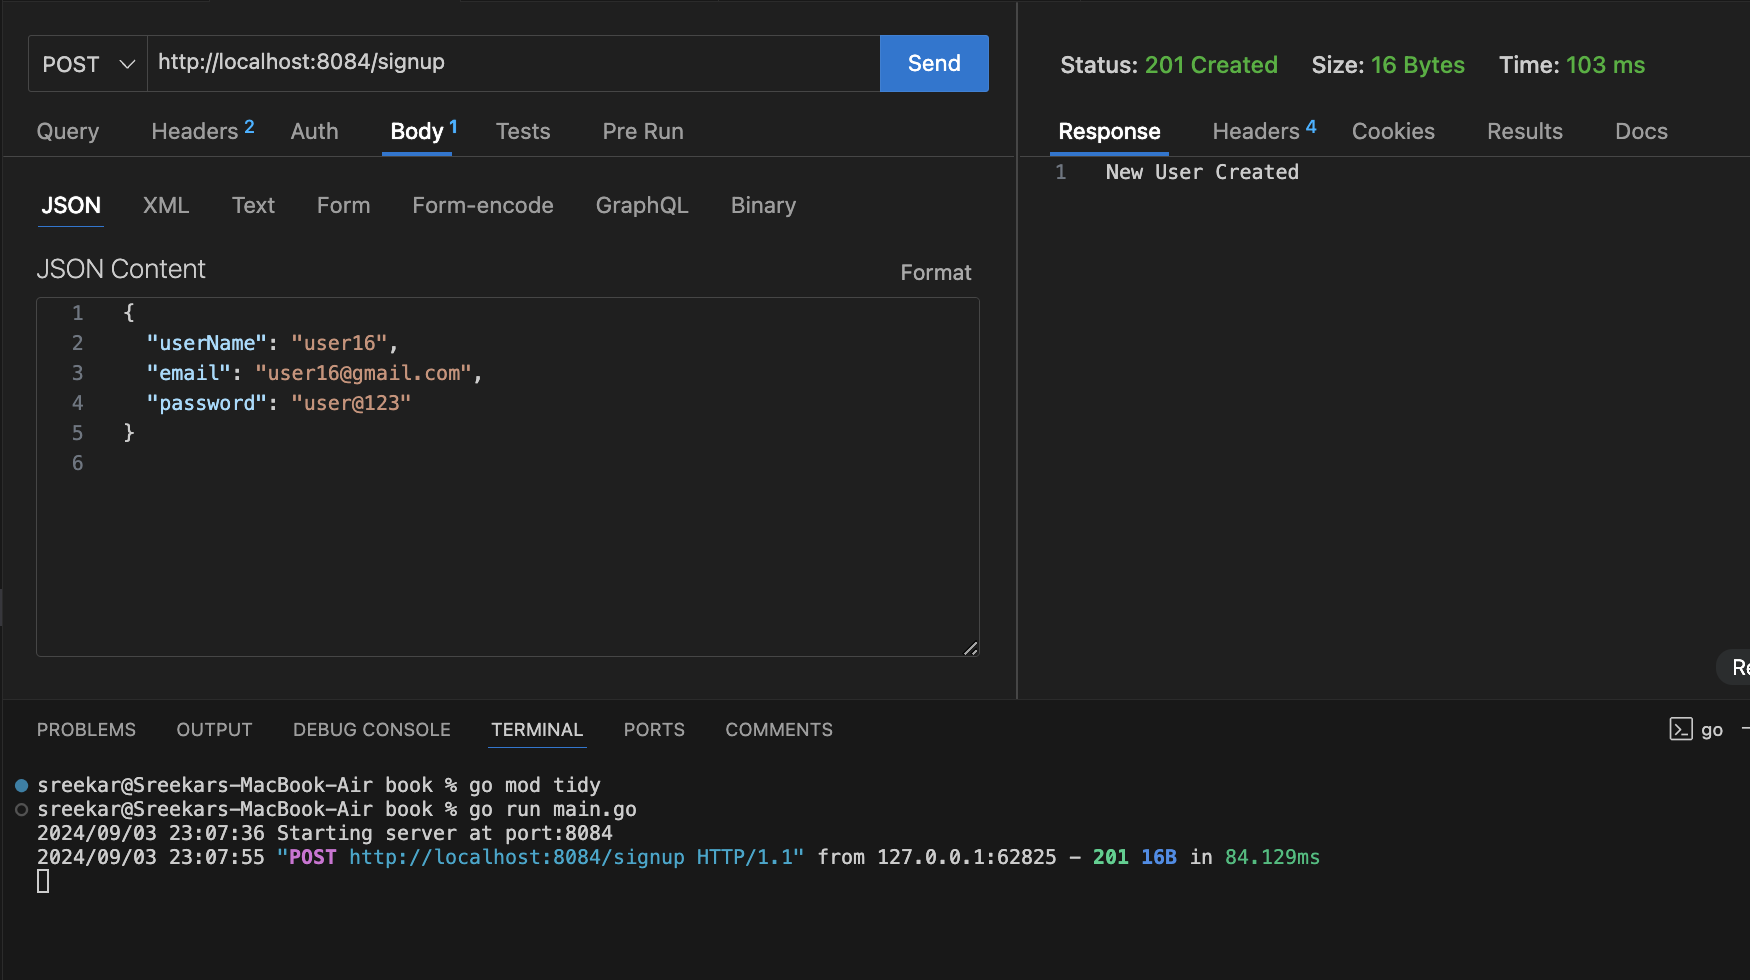 POST http://localhost:8084/signup Send
Query Headers 2 Auth Body 1 Tests Pre Run
JSON XML Text Form Form-encode GraphQL Binary
JSON Content Format
1 {
2 "userName": "user16",
3 "email": "user16@gmail.com",
4 "password": "user@123"
5 }
6
Status: 201 Created Size: 16 Bytes Time: 103 ms
Response Headers 4 Cookies Results Docs
1 New User Created
PROBLEMS OUTPUT DEBUG CONSOLE TERMINAL PORTS COMMENTS go
sreekar@Sreekars-MacBook-Air book % go mod tidy
sreekar@Sreekars-MacBook-Air book % go run main.go
2024/09/03 23:07:36 Starting server at port:8084
2024/09/03 23:07:55 "POST http://localhost:8084/signup HTTP/1.1" from 127.0.0.1:62825 – 201 16B in 84.129ms